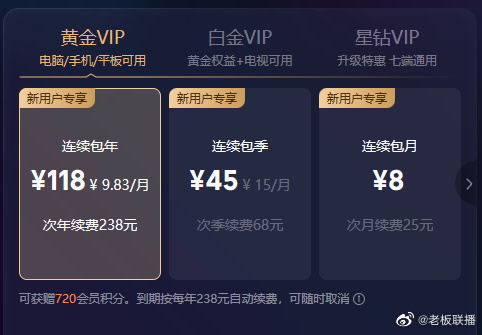 黄金VIP 白金VIP 星钻VIP
电脑/手机/平板可用 黄金权益+电视可用 升级特惠 七端通用
新用户专享 新用户专享 新用户专享
连续包年 连续包季 连续包月
¥118 ¥ 9.83/月 ¥45 ¥ 15/月 ¥8
次年续费238元 次季续费68元 次月续费25元
可获赠720会员积分。到期按每年238元自动续费，可随时取消
@老板联播